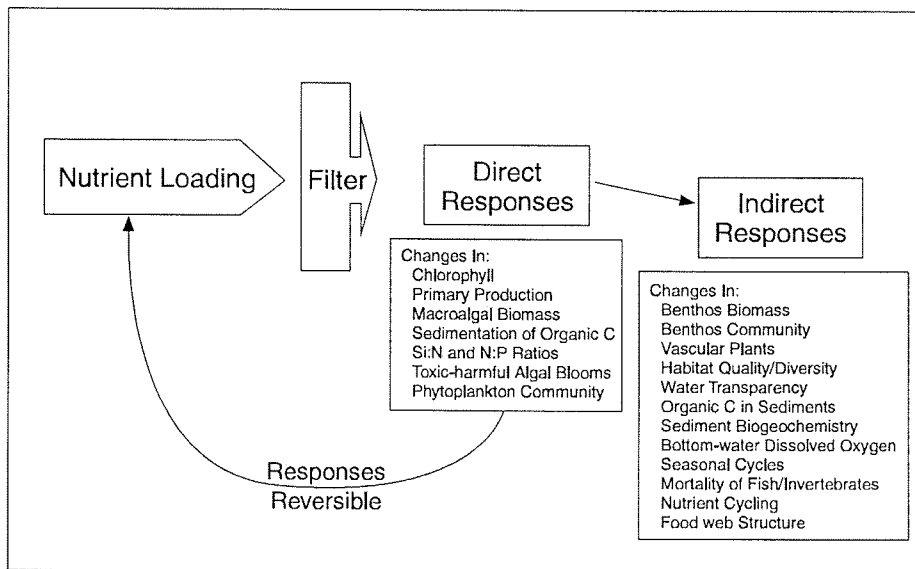 Nutrient Loading
Filter
Direct
Responses
Indirect
Responses
Changes In:
Chlorophyll
Primary Production
Macroalgal Biomass
Sedimentation of Organic C
Si:N and N:P Ratios
Toxic-harmful Algal Blooms
Phytoplankton Community
Changes In:
Benthos Biomass
Benthos Community
Vascular Plants
Habitat Quality/Diversity
Water Transparency
Organic C in Sediments
Sediment Biogeochemistry
Bottom-water Dissolved Oxygen
Seasonal Cycles
Mortality of Fish/Invertebrates
Nutrient Cycling
Food web Structure
Responses
Reversible